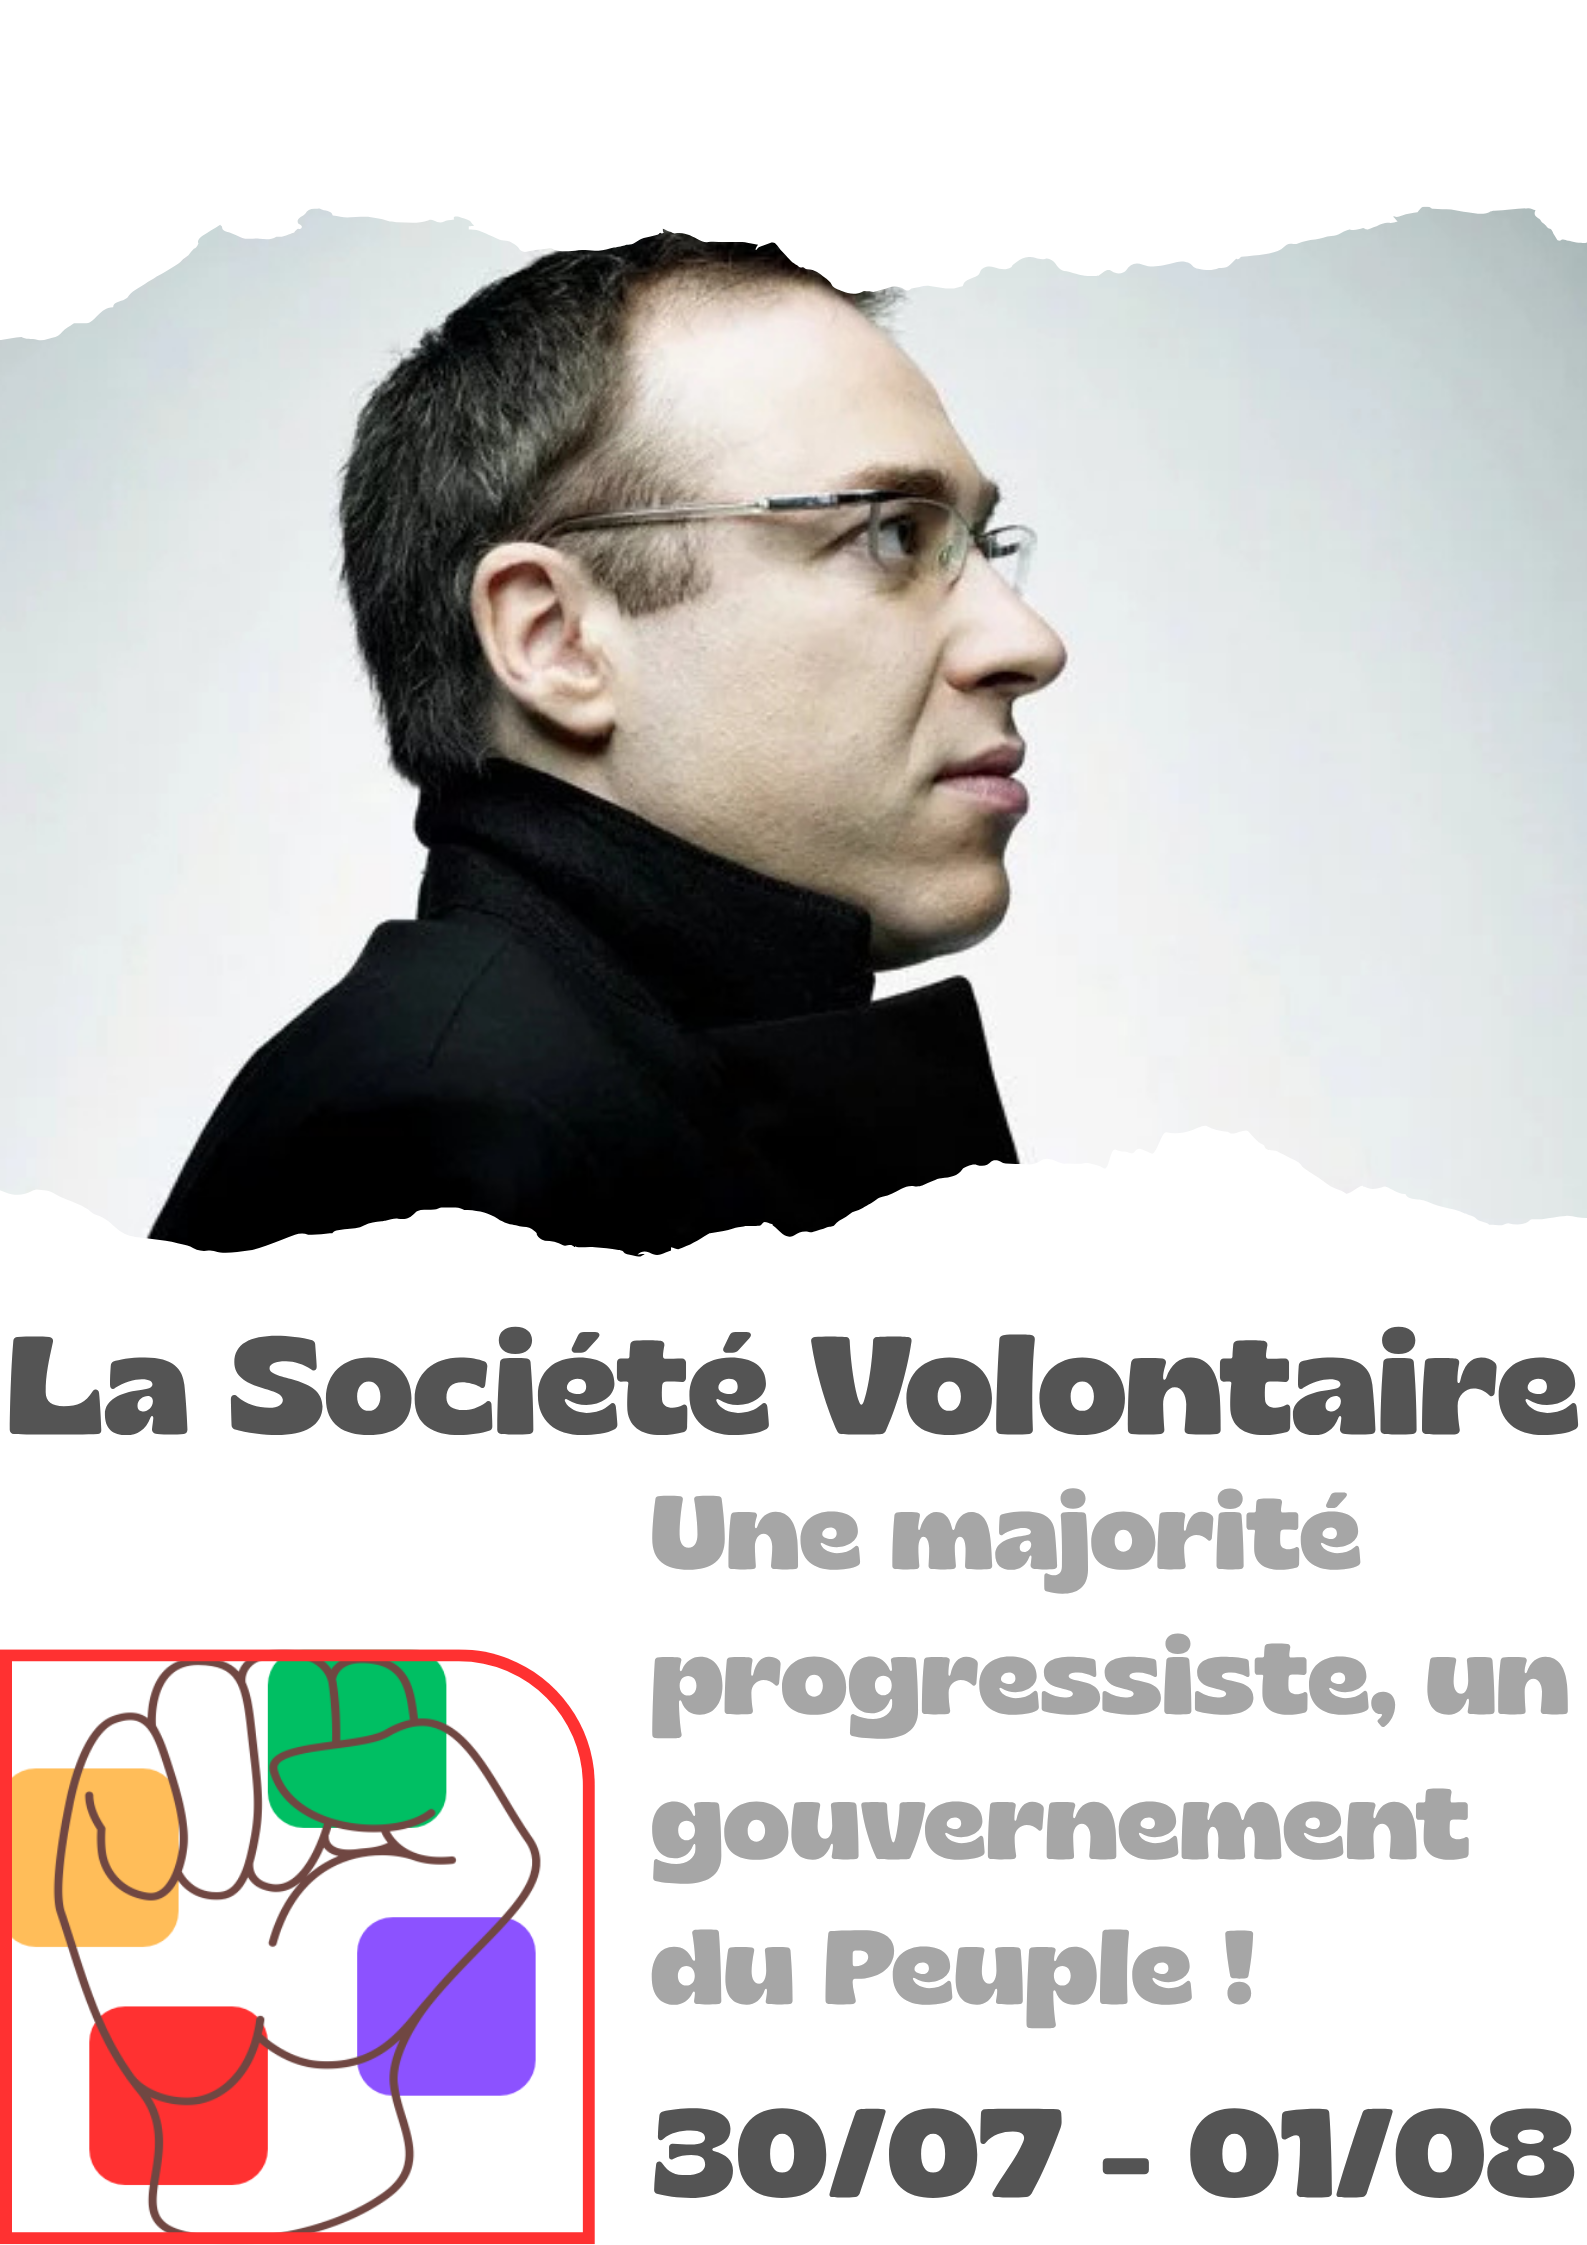 La Société Volontaire
Une majorité
progressiste, un
gouvernement
du Peuple !
30/07 - 01/08